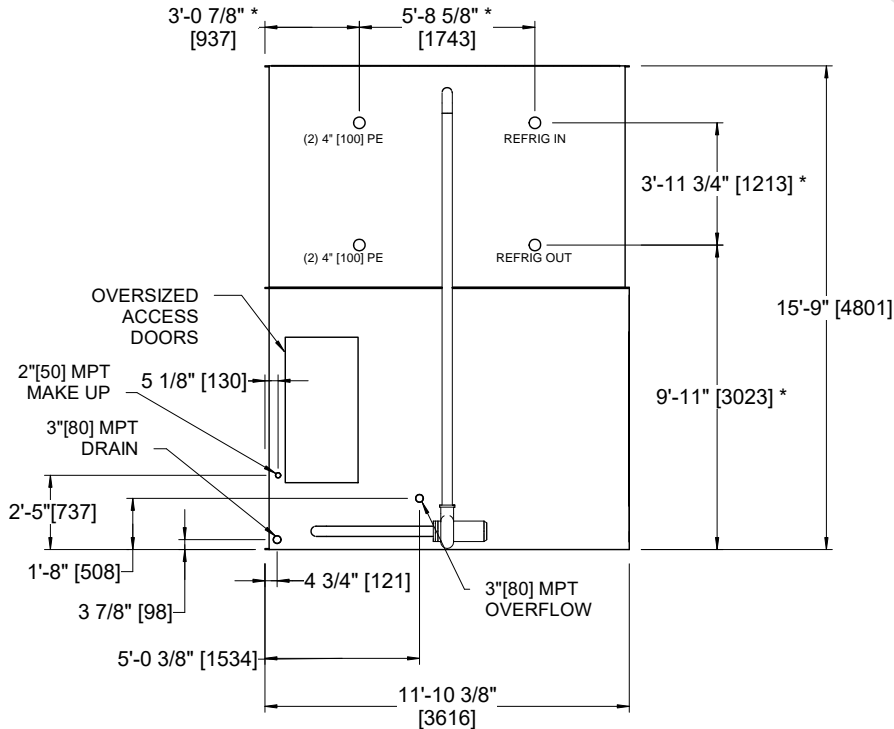 3'-0 7/8" *
[937]
5'-8 5/8" *
[1743]
(2) 4" [100] PE
REFRIG IN
3'-11 3/4" [1213] *
(2) 4" [100] PE
REFRIG OUT
OVERSIZED
ACCESS
DOORS
15'-9" [4801]
2"[50] MPT
MAKE UP
5 1/8" [130]
9'-11" [3023] *
3"[80] MPT
DRAIN
2'-5"[737]
1'-8" [508]
4 3/4" [121]
3"[80] MPT
OVERFLOW
3 7/8" [98]
5'-0 3/8" [1534]
11'-10 3/8"
[3616]